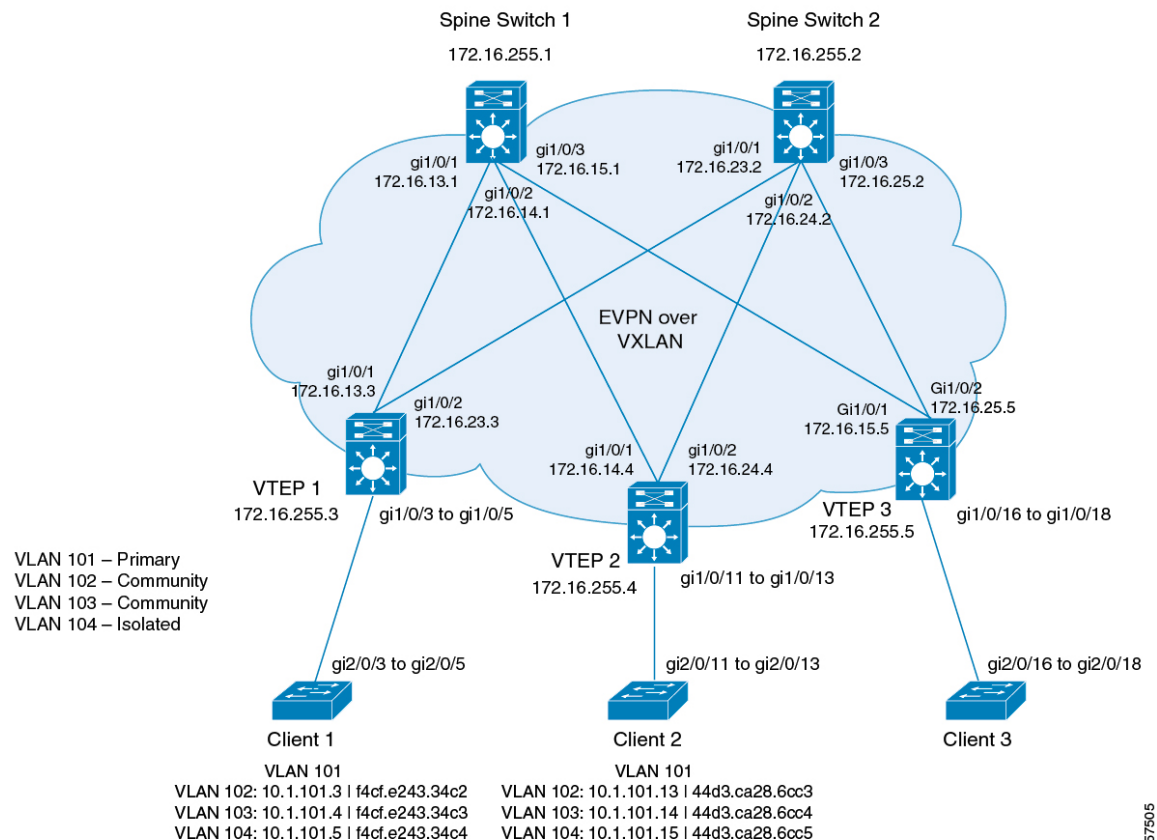 Spine Switch 1
172.16.255.1
Spine Switch 2
172.16.255.2
gi1/0/1
172.16.13.1
gi1/0/3
172.16.15.1
gi1/0/2
172.16.14.1
gi1/0/1
172.16.23.2
gi1/0/3
172.16.25.2
gi1/0/2
172.16.24.2
EVPN over
VXLAN
gi1/0/1
172.16.13.3
gi1/0/2
172.16.23.3
gi1/0/1
172.16.14.4
gi1/0/2
172.16.24.4
Gi1/0/1
172.16.15.5
Gi1/0/2
172.16.25.5
VTEP 1
172.16.255.3
gi1/0/3 to gi1/0/5
VTEP 2
172.16.255.4
gi1/0/11 to gi1/0/13
VTEP 3
172.16.255.5
gi1/0/16 to gi1/0/18
VLAN 101 – Primary
VLAN 102 – Community
VLAN 103 – Community
VLAN 104 – Isolated
gi2/0/3 to gi2/0/5
gi2/0/11 to gi2/0/13
gi2/0/16 to gi2/0/18
Client 1
VLAN 101
VLAN 102: 10.1.101.3 | f4cf.e243.34c2
VLAN 103: 10.1.101.4 | f4cf.e243.34c3
VLAN 104: 10.1.101.5 | f4cf.e243.34c4
Client 2
VLAN 101
VLAN 102: 10.1.101.13 | 44d3.ca28.6cc3
VLAN 103: 10.1.101.14 | 44d3.ca28.6cc4
VLAN 104: 10.1.101.15 | 44d3.ca28.6cc5
Client 3